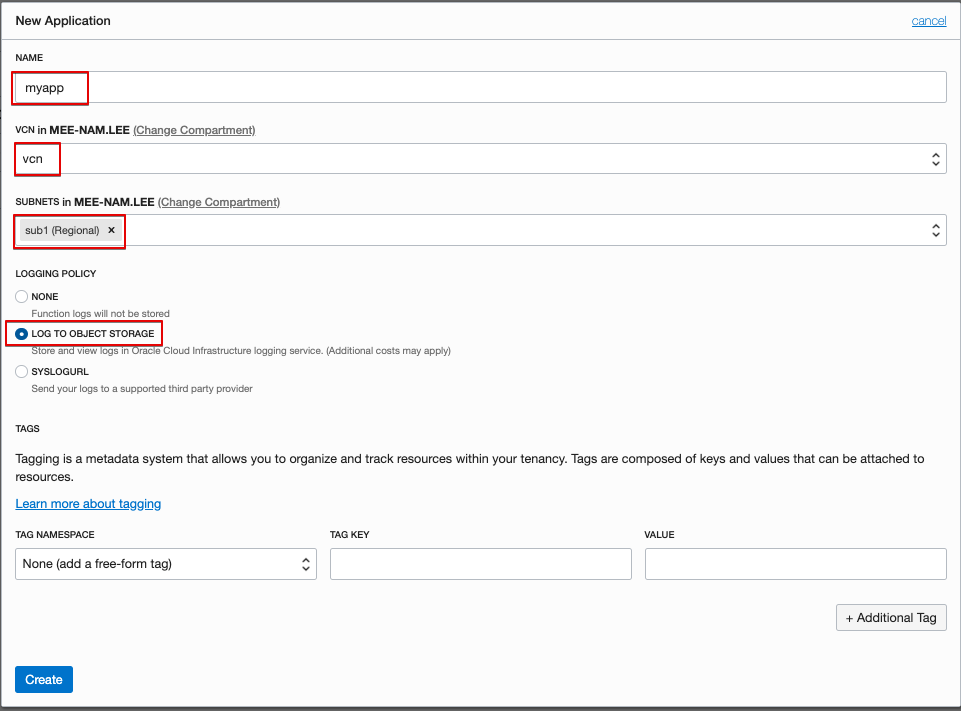 New Application
cancel
NAME
myapp
VCN in MEE-NAM.LEE (Change Compartment)
vcn
SUBNETS in MEE-NAM.LEE (Change Compartment)
sub1 (Regional) ×
LOGGING POLICY
NONE
Function logs will not be stored
LOG TO OBJECT STORAGE
Store and view logs in Oracle Cloud Infrastructure logging service. (Additional costs may apply)
SYSLOGURL
Send your logs to a supported third party provider
TAGS
Tagging is a metadata system that allows you to organize and track resources within your tenancy. Tags are composed of keys and values that can be attached to
resources.
Learn more about tagging
TAG NAMESPACE
TAG KEY
VALUE
None (add a free-form tag)
+ Additional Tag
Create